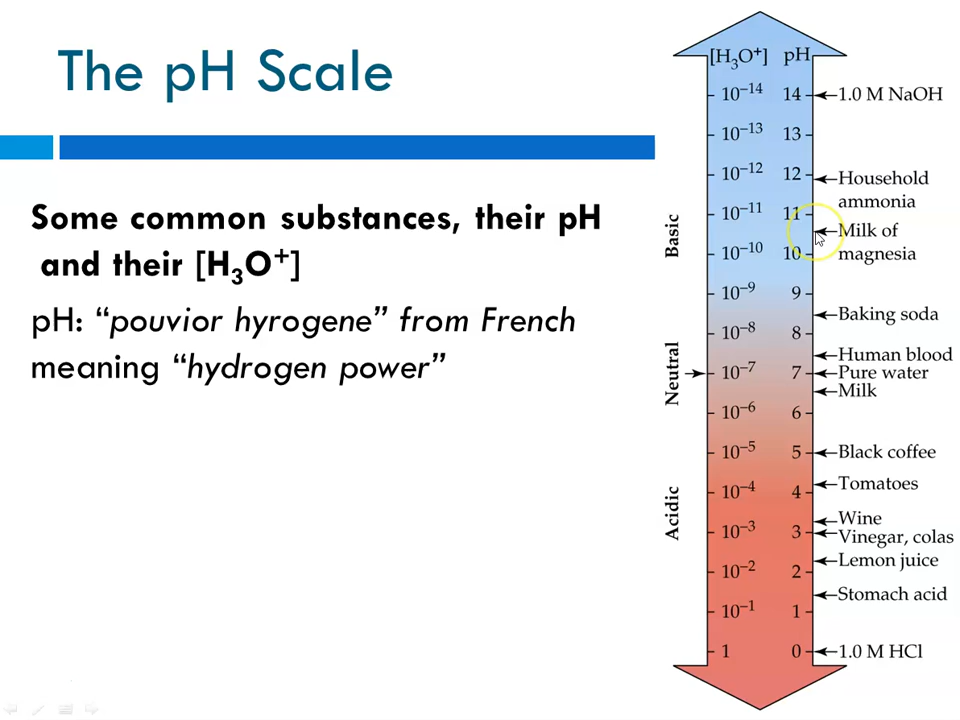 The pH Scale
Some common substances, their pH
and their [H₃O⁺]
pH: “pouvior hyrogene” from French
meaning “hydrogen power”
[H₃O⁺] pH
10⁻¹⁴ 14 1.0 M NaOH
10⁻¹³ 13
10⁻¹² 12 Household
ammonia
10⁻¹¹ 11
Milk of
magnesia
10⁻¹⁰ 10
Basic
10⁻⁹ 9
Baking soda
10⁻⁸ 8
Human blood
Neutral 10⁻⁷ 7 Pure water
Milk
10⁻⁶ 6
10⁻⁵ 5 Black coffee
Tomatoes
10⁻⁴ 4
Acidic
Wine
10⁻³ 3 Vinegar, colas
Lemon juice
10⁻² 2
Stomach acid
10⁻¹ 1
1 0 1.0 M HCl